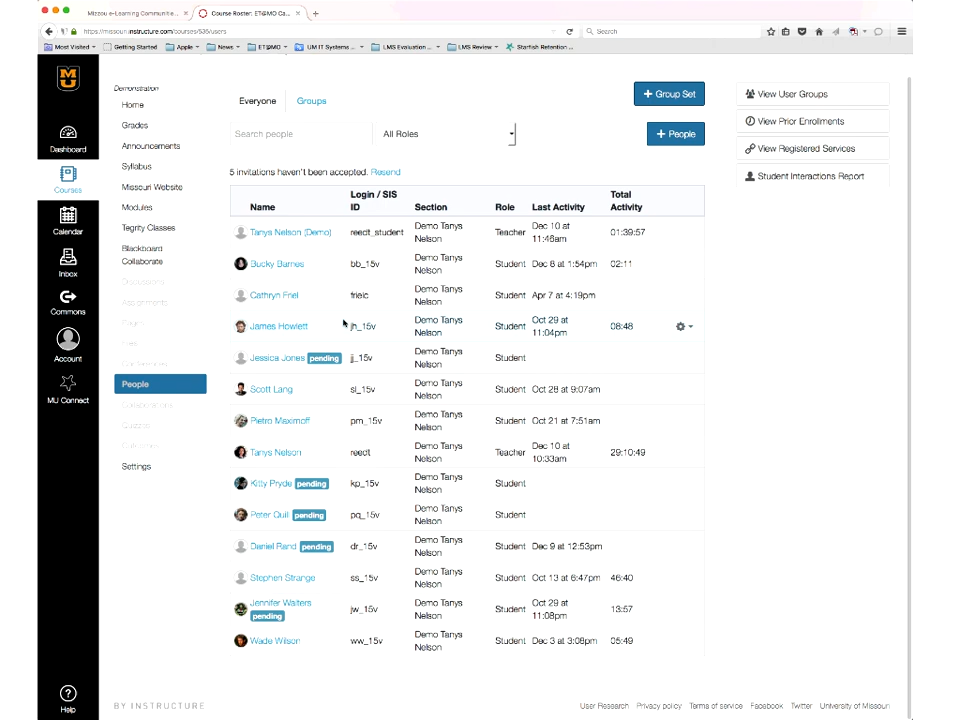 Mizzou e-Learning Communitie...
Course Roster: ET@MO Ca...
https://missouri.instructure.com/courses/536/users
Search
Most Visited
Getting Started
Apple
News
ET@MO
UM IT Systems ...
LMS Evaluation...
LMS Review
Starfish Retention ...
MU
Dashboard
Courses
Calendar
Inbox
Commons
Account
MU Connect
Help
Demonstration
Home
Grades
Announcements
Syllabus
Missouri Website
Modules
Tegrity Classes
Blackboard
Collaborate
Discussions
Assignments
Pages
Files
Conferences
People
Collaborations
Quizzes
Outcomes
Settings
Everyone
Groups
+ Group Set
Search people
All Roles
+ People
5 invitations haven't been accepted. Resend
Name Login / SIS ID Section Role Last Activity Total Activity
Tanys Nelson (Demo) reedt_student Demo Tanys Nelson Teacher Dec 10 at 11:46am 01:39:57
Bucky Barnes bb_15v Demo Tanys Nelson Student Dec 8 at 1:54pm 02:11
Cathryn Friel frielc Demo Tanys Nelson Student Apr 7 at 4:19pm
James Howlett jh_15v Demo Tanys Nelson Student Oct 29 at 11:04pm 08:48
Jessica Jones pending jj_15v Demo Tanys Nelson Student
Scott Lang sl_15v Demo Tanys Nelson Student Oct 28 at 9:07am
Pietro Maximoff pm_15v Demo Tanys Nelson Student Oct 21 at 7:51am
Tanys Nelson reedt Demo Tanys Nelson Teacher Dec 10 at 10:33am 29:10:49
Kitty Pryde pending kp_15v Demo Tanys Nelson Student
Peter Quill pending pq_15v Demo Tanys Nelson Student
Daniel Rand pending dr_15v Demo Tanys Nelson Student Dec 9 at 12:53pm
Stephen Strange ss_15v Demo Tanys Nelson Student Oct 13 at 6:47pm 46:40
Jennifer Walters pending jw_15v Demo Tanys Nelson Student Oct 29 at 11:08pm 13:57
Wade Wilson ww_15v Demo Tanys Nelson Student Dec 3 at 3:08pm 05:49
View User Groups
View Prior Enrollments
View Registered Services
Student Interactions Report
BY INSTRUCTURE
User Research Privacy policy Terms of service Facebook Twitter University of Missouri